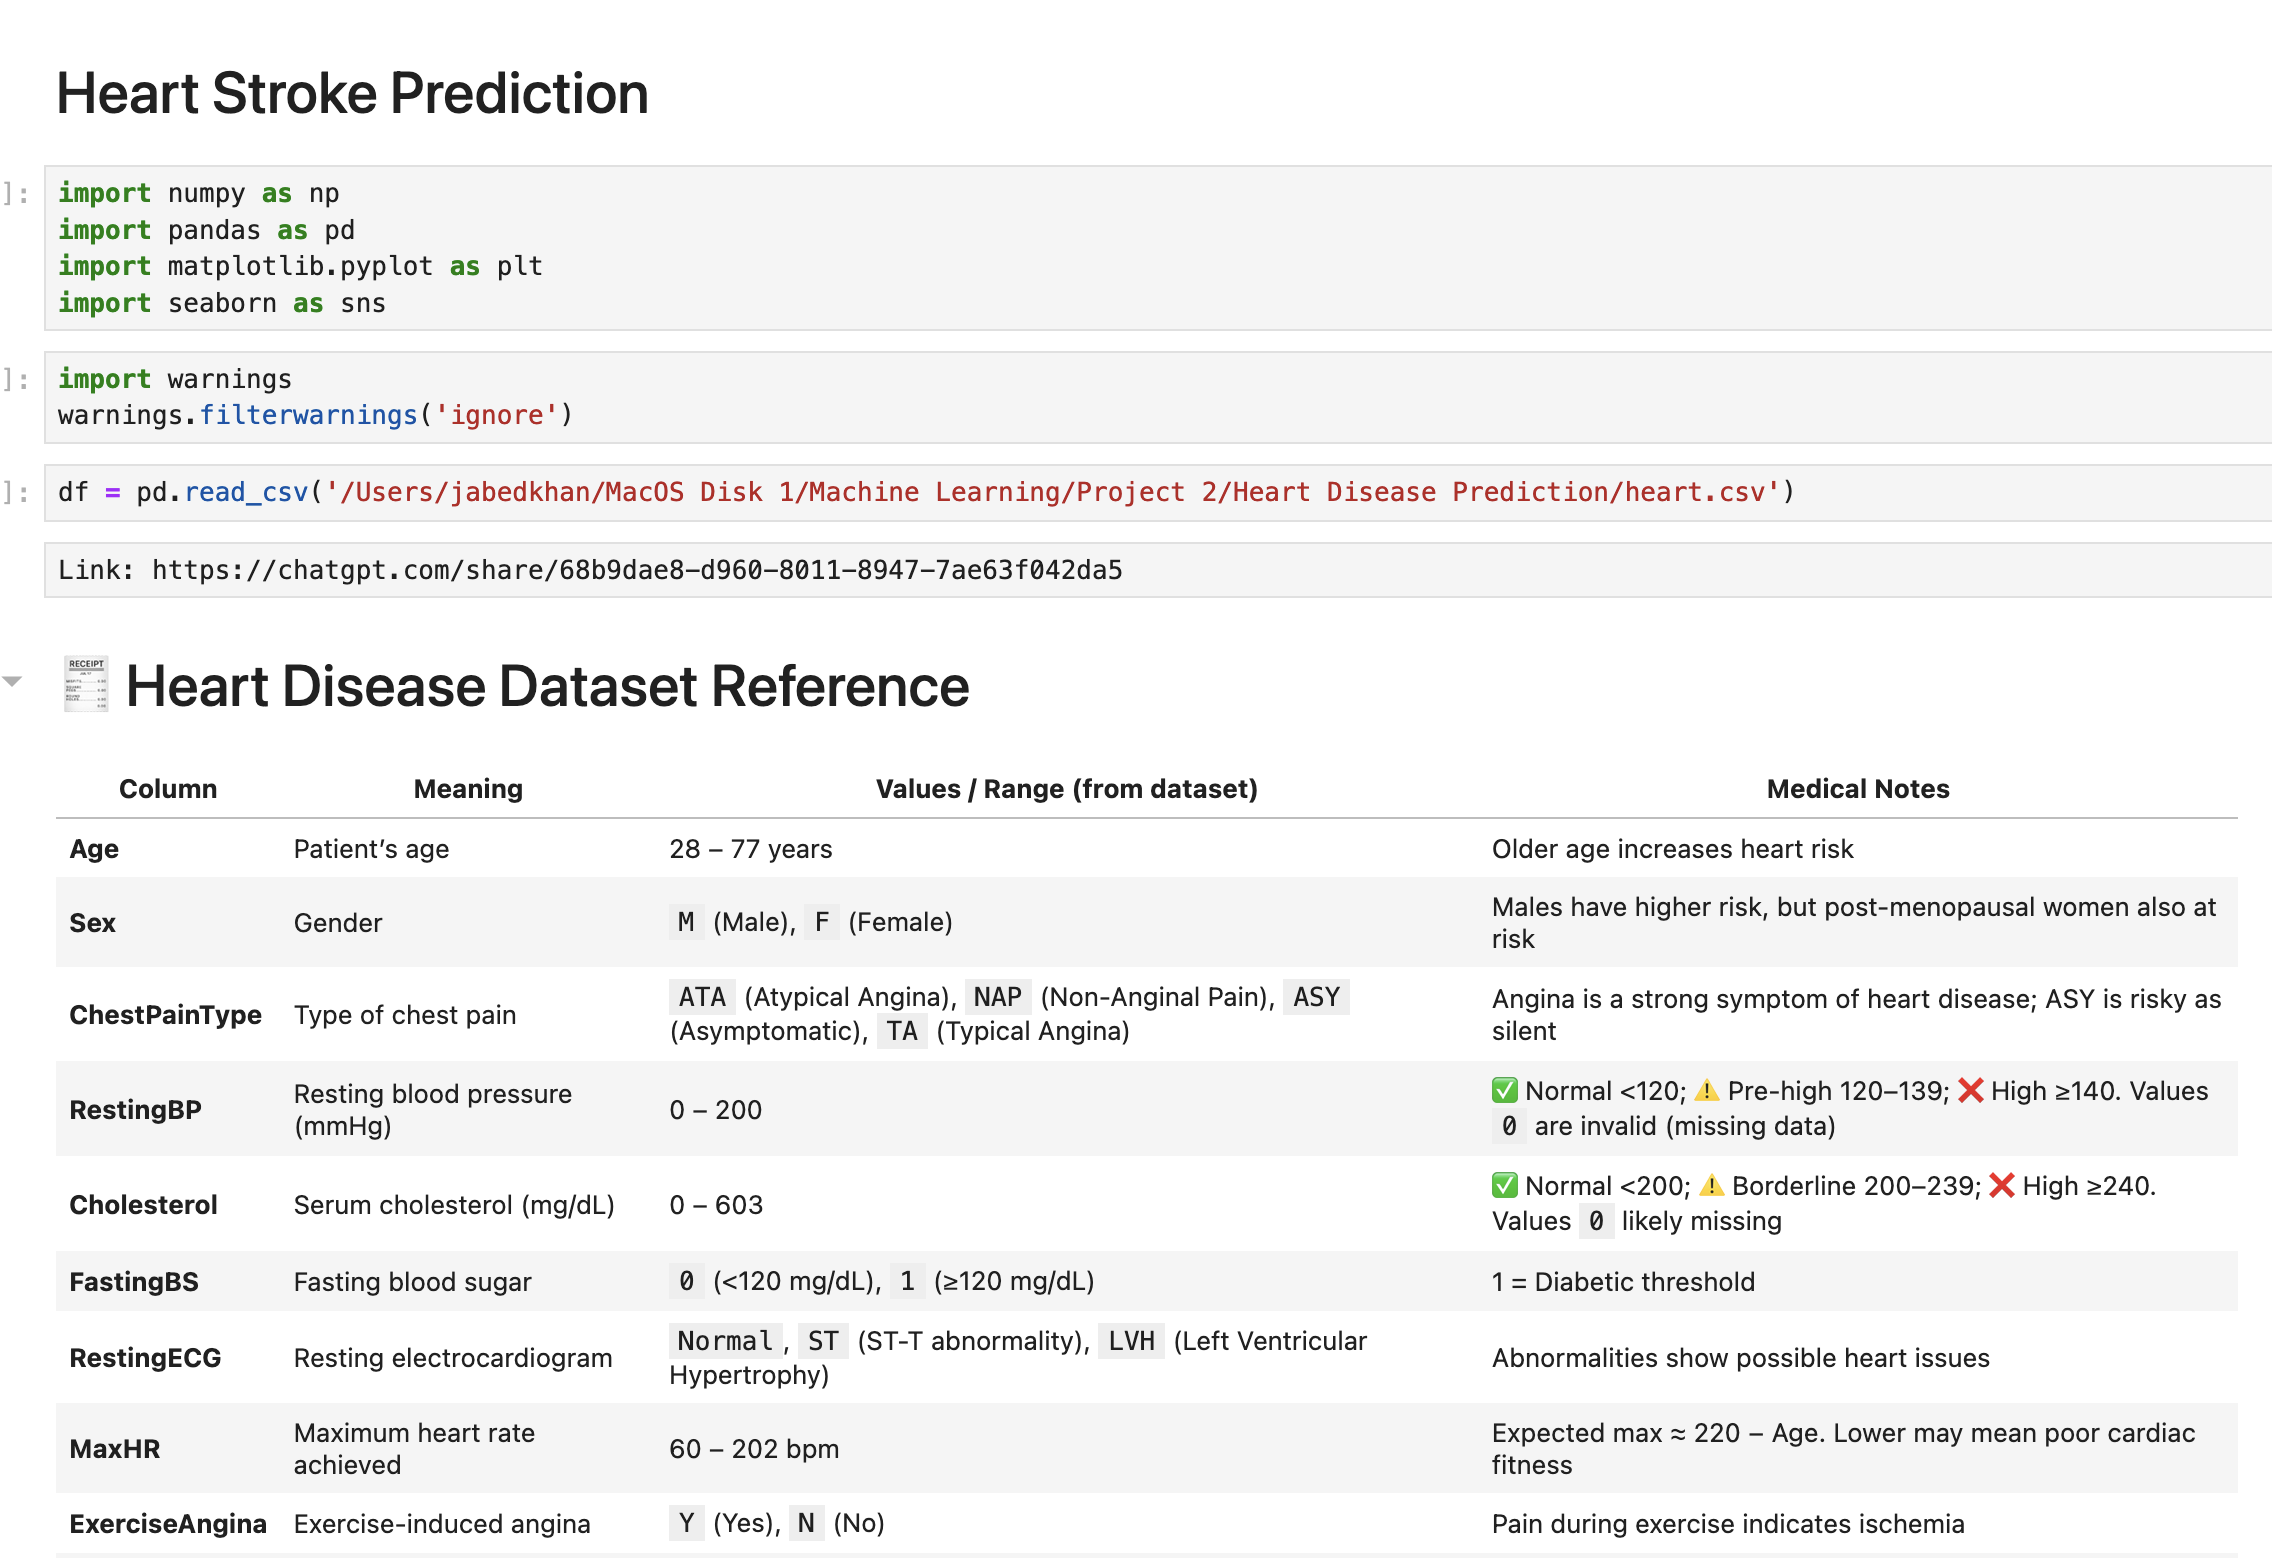 Heart Stroke Prediction
]:
import numpy as np
import pandas as pd
import matplotlib.pyplot as plt
import seaborn as sns
]:
import warnings
warnings.filterwarnings('ignore')
]:
df = pd.read_csv('/Users/jabedkhan/MacOS Disk 1/Machine Learning/Project 2/Heart Disease Prediction/heart.csv')
Link: https://chatgpt.com/share/68b9dae8-d960-8011-8947-7ae63f042da5
RECEIPT
Heart Disease Dataset Reference
Column Meaning Values / Range (from dataset) Medical Notes
Age Patient’s age 28 – 77 years Older age increases heart risk
Sex Gender M (Male), F (Female) Males have higher risk, but post-menopausal women also at
risk
ChestPainType Type of chest pain ATA (Atypical Angina), NAP (Non-Anginal Pain), ASY
(Asymptomatic), TA (Typical Angina)
Angina is a strong symptom of heart disease; ASY is risky as
silent
RestingBP Resting blood pressure
(mmHg)
0 – 200
✅ Normal <120; ⚠️ Pre-high 120–139; ❌ High ≥140. Values
0 are invalid (missing data)
Cholesterol Serum cholesterol (mg/dL) 0 – 603
✅ Normal <200; ⚠️ Borderline 200–239; ❌ High ≥240.
Values 0 likely missing
FastingBS Fasting blood sugar 0 (<120 mg/dL), 1 (≥120 mg/dL) 1 = Diabetic threshold
RestingECG Resting electrocardiogram Normal, ST (ST-T abnormality), LVH (Left Ventricular
Hypertrophy)
Abnormalities show possible heart issues
MaxHR Maximum heart rate
achieved
60 – 202 bpm
Expected max ≈ 220 – Age. Lower may mean poor cardiac
fitness
ExerciseAngina Exercise-induced angina Y (Yes), N (No) Pain during exercise indicates ischemia